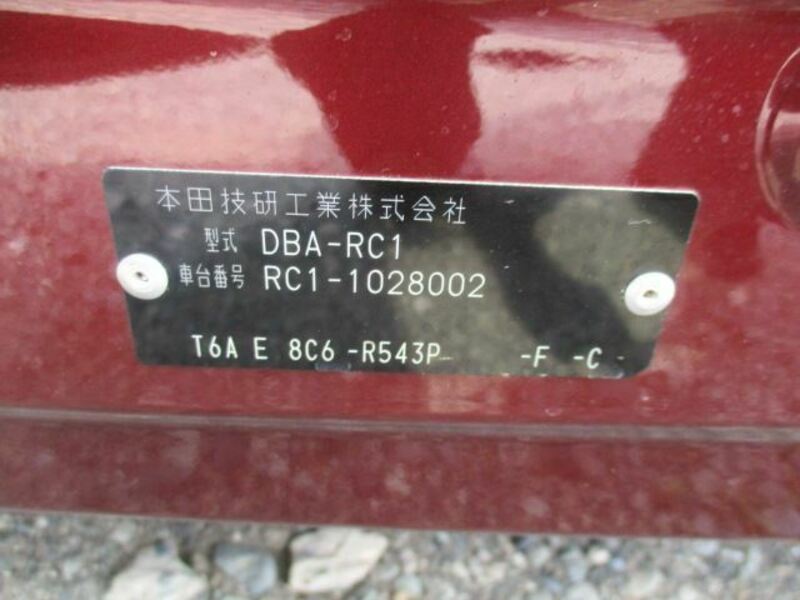 本田技研工業株式会社
型式 DBA-RC1
車台番号 RC1-1028002
T6A E 8C6 -R543P- -F -C -